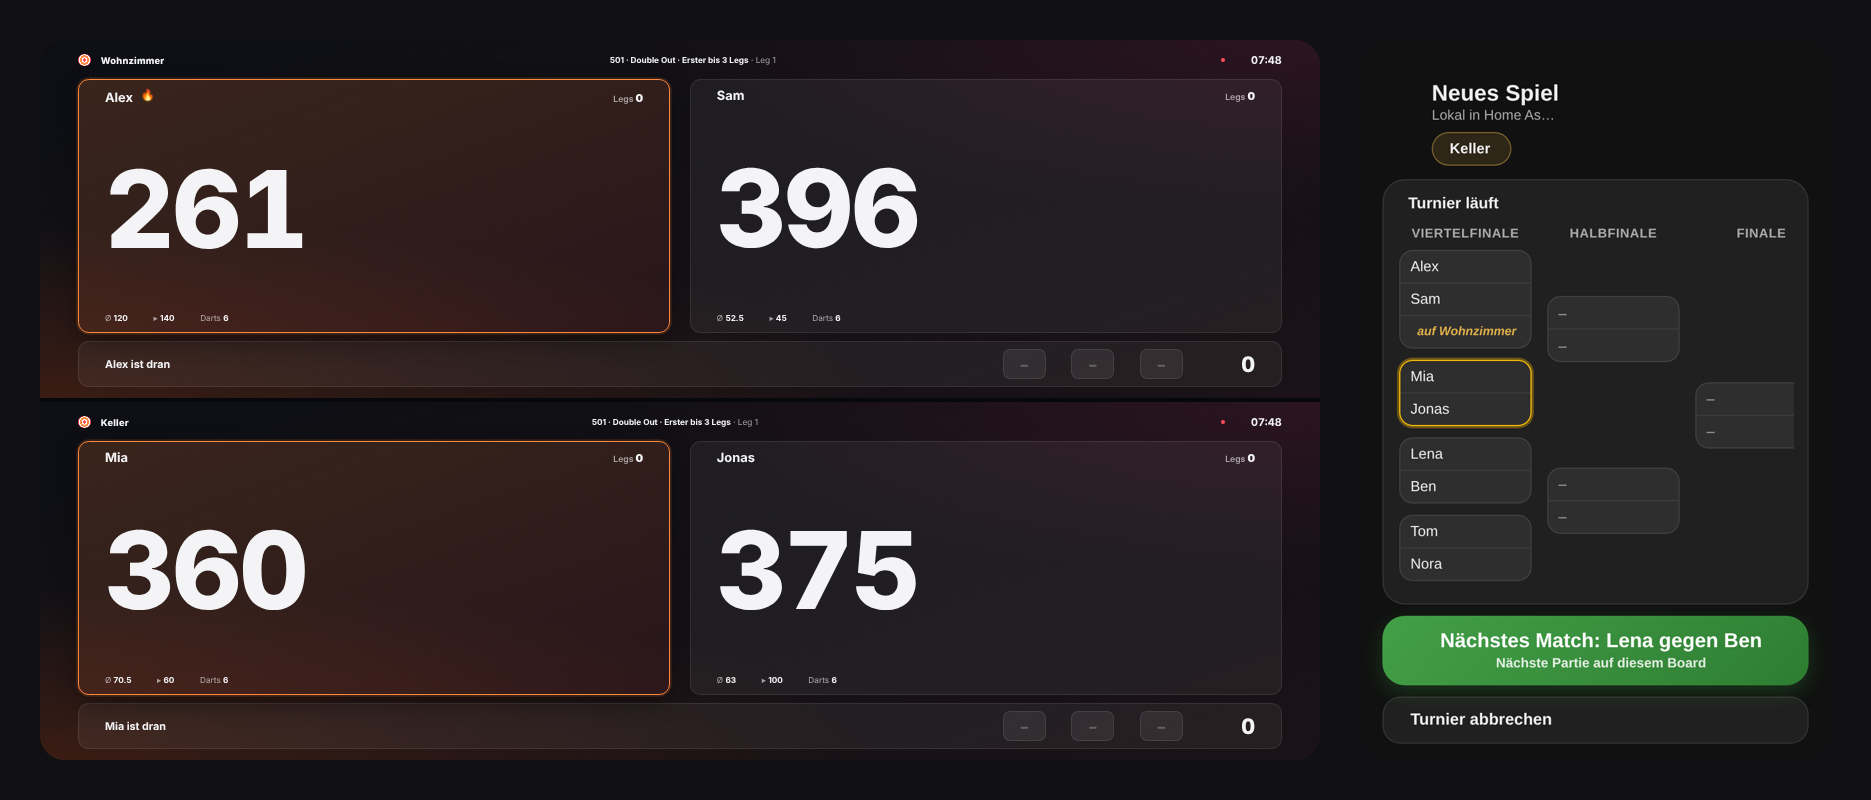 Wohnzimmer
501 · Double Out · Erster bis 3 Legs · Leg 1
07:48
Alex 🔥
Legs 0
261
Ø 120 ▸ 140 Darts 6
Sam
Legs 0
396
Ø 52.5 ▸ 45 Darts 6
Alex ist dran
– – – 0
Keller
501 · Double Out · Erster bis 3 Legs · Leg 1
07:48
Mia
Legs 0
360
Ø 70.5 ▸ 60 Darts 6
Jonas
Legs 0
375
Ø 63 ▸ 100 Darts 6
Mia ist dran
– – – 0
Neues Spiel
Lokal in Home As…
Keller
Turnier läuft
VIERTELFINALE
Alex
Sam
auf Wohnzimmer
Mia
Jonas
Lena
Ben
Tom
Nora
HALBFINALE
–
–
–
–
FINALE
–
–
Nächstes Match: Lena gegen Ben
Nächste Partie auf diesem Board
Turnier abbrechen